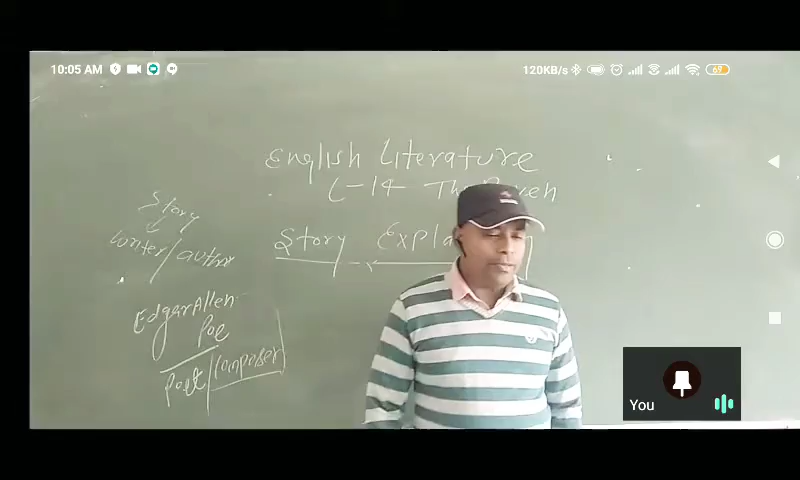 10:05 AM
120KB/s
69
English Literature
L-14 The Raven
Story
Story
writer/author
Edgar Allen
Poe
Poet/composer
You